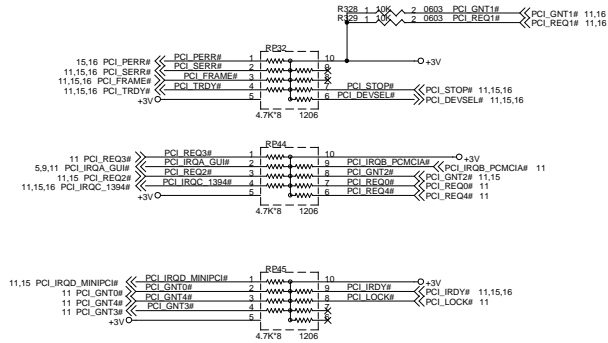 R328 1 10K 2 0603 PCI_GNT1# PCI_GNT1# 11,16
R329 1 2 0603 PCI_REQ1# PCI_REQ1# 11,16
RP32
15,16 PCI_PERR# PCI_PERR# 1 10 +3V
11,15,16 PCI_SERR# PCI_SERR# 2
11,15,16 PCI_FRAME# PCI_FRAME# 3
11,15,16 PCI_TRDY# PCI_TRDY# 4 7 PCI_STOP# PCI_STOP# 11,15,16
+3V 5 6 PCI_DEVSEL# PCI_DEVSEL# 11,15,16
4.7K*8 1206
RP44
11 PCI_REQ3# PCI_REQ3# 1 10 +3V
5,9,11 PCI_IRQA_GUI# PCI_IRQA_GUI# 2 9 PCI_IRQB_PCMCIA# PCI_IRQB_PCMCIA# 11
11,15 PCI_REQ2# PCI_REQ2# 3 8 PCI_GNT2# PCI_GNT2# 11,15
11,15,16 PCI_IRQC_1394# PCI_IRQC_1394# 4 7 PCI_REQ0# PCI_REQ0# 11
+3V 5 6 PCI_REQ4# PCI_REQ4# 11
4.7K*8 1206
RP45
11,15 PCI_IRQD_MINIPCI# PCI_IRQD_MINIPCI# 1 10 +3V
11 PCI_GNT0# PCI_GNT0# 2 9 PCI_IRDY# PCI_IRDY# 11,15,16
11 PCI_GNT4# PCI_GNT4# 3 8 PCI_LOCK# PCI_LOCK# 11
11 PCI_GNT3# PCI_GNT3# 4
+3V 5
4.7K*8 1206